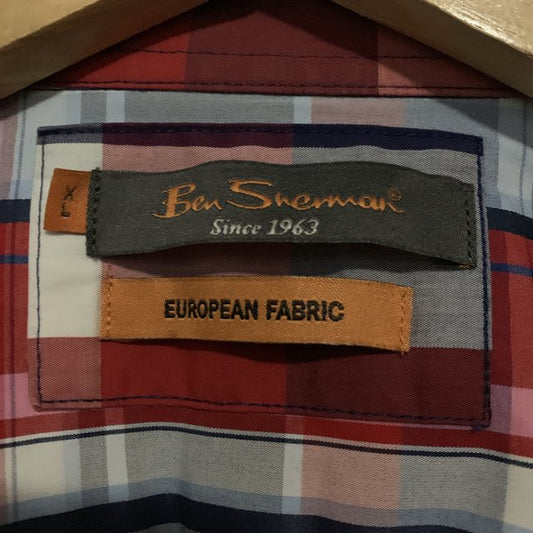 XL
Ben Sherman®
Since 1963
EUROPEAN FABRIC